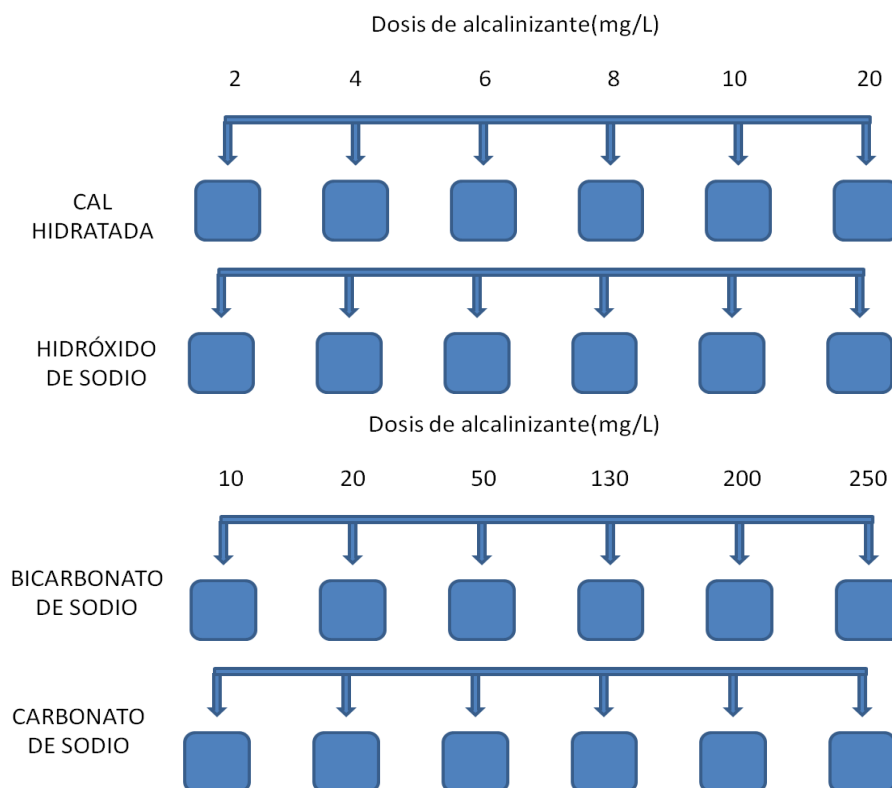 Dosis de alcalinizante(mg/L)
2 4 6 8 10 20
CAL
HIDRATADA
HIDRÓXIDO
DE SODIO
Dosis de alcalinizante(mg/L)
10 20 50 130 200 250
BICARBONATO
DE SODIO
CARBONATO
DE SODIO